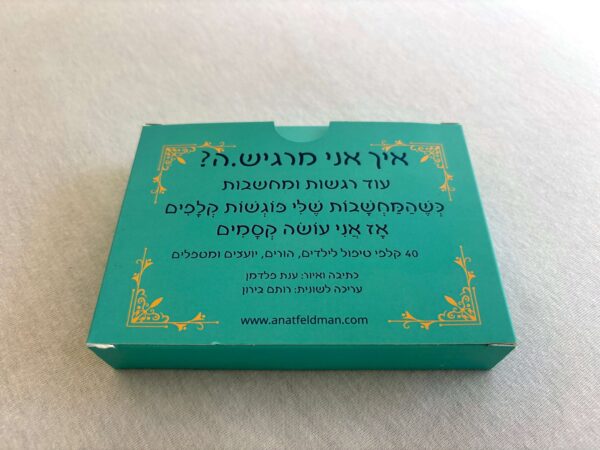 איך אני מרגיש.ה?
עוד רגשות ומחשבות
כְּשֶׁהַמַּחְשָׁבוֹת שֶׁלִּי פּוֹגְשׁוֹת קְלָפִים
אָז אֲנִי עוֹשֶׂה קְסָמִים
40 קלפי טיפול לילדים, הורים, יועצים ומטפלים
כתיבה ואיור: ענת פלדמן
עריכה לשונית: רותם בירון
www.anatfeldman.com